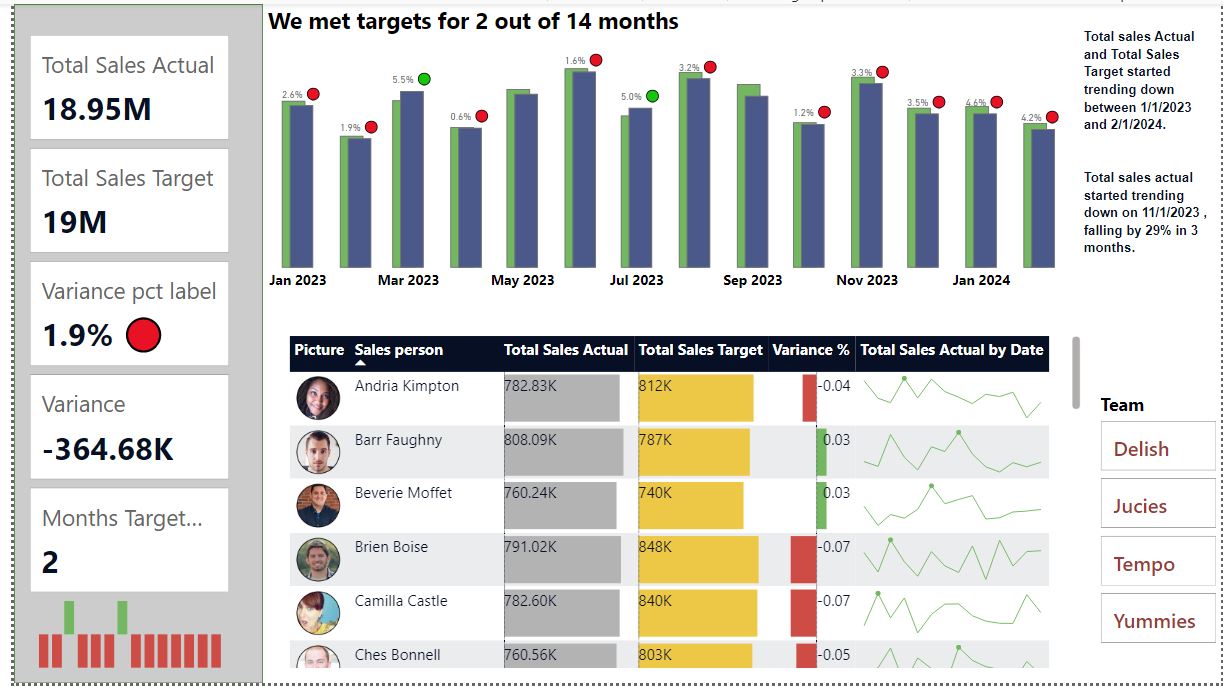 We met targets for 2 out of 14 months
Total Sales Actual
18.95M
Total Sales Target
19M
Variance pct label
1.9%
Variance
-364.68K
Months Target...
2
2.6%
1.9%
5.5%
0.6%
1.6%
5.0%
3.2%
1.2%
3.3%
3.5%
4.6%
4.2%
Jan 2023
Mar 2023
May 2023
Jul 2023
Sep 2023
Nov 2023
Jan 2024
Total sales Actual
and Total Sales
Target started
trending down
between 1/1/2023
and 2/1/2024.
Total sales actual
started trending
down on 11/1/2023 ,
falling by 29% in 3
months.
Picture Sales person Total Sales Actual Total Sales Target Variance % Total Sales Actual by Date
Andria Kimpton 782.83K 812K -0.04
Barr Faughny 808.09K 787K 0.03
Beverie Moffet 760.24K 740K 0.03
Brien Boise 791.02K 848K -0.07
Camilla Castle 782.60K 840K -0.07
Ches Bonnell 760.56K 803K -0.05
Team
Delish
Jucies
Tempo
Yummies